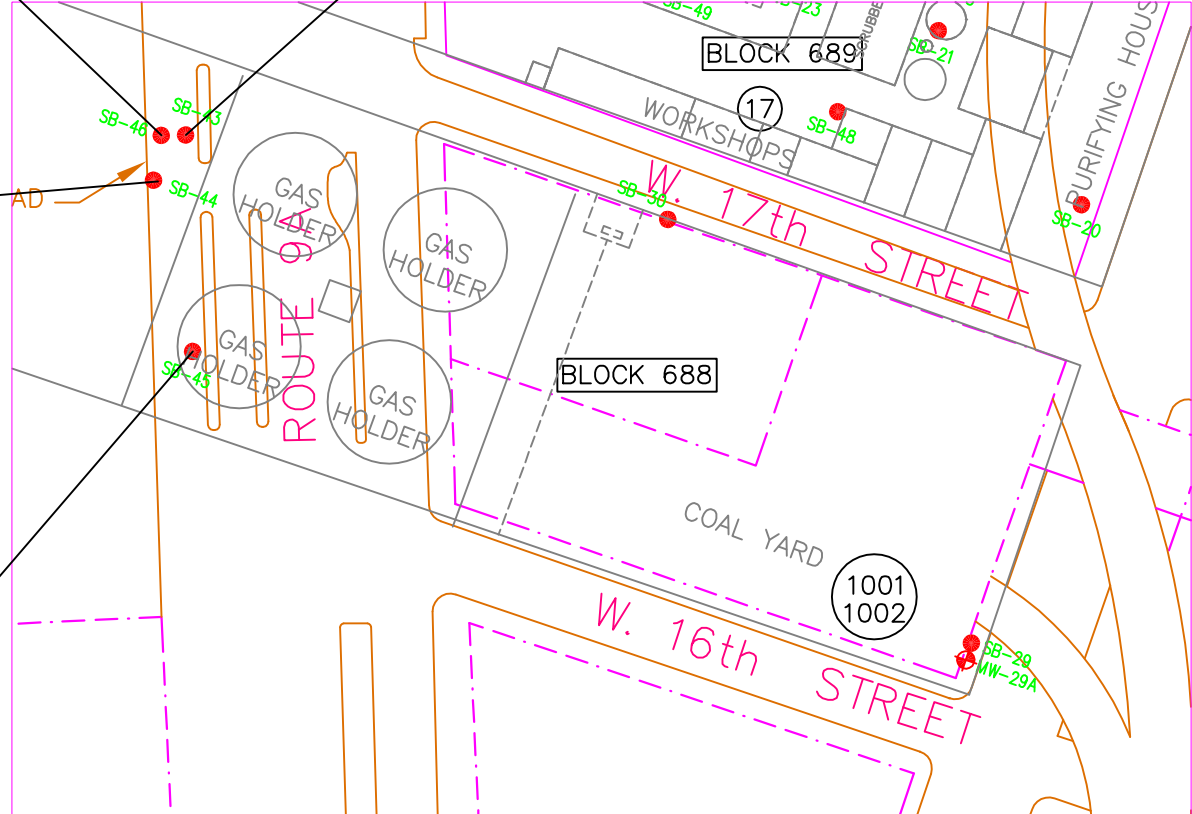 SB-49
SB-23
BLOCK 689
SB-21
17
WORKSHOPS
SB-48
PURIFYING HOUS
SB-20
SB-46
SB-43
SB-44
AD
GAS
HOLDER
GAS
HOLDER
GAS
HOLDER
GAS
HOLDER
SB-45
ROUTE 9A
SB-30
W. 17th STREET
BLOCK 688
COAL YARD
1001
1002
W. 16th STREET
SB-29
MW-29A